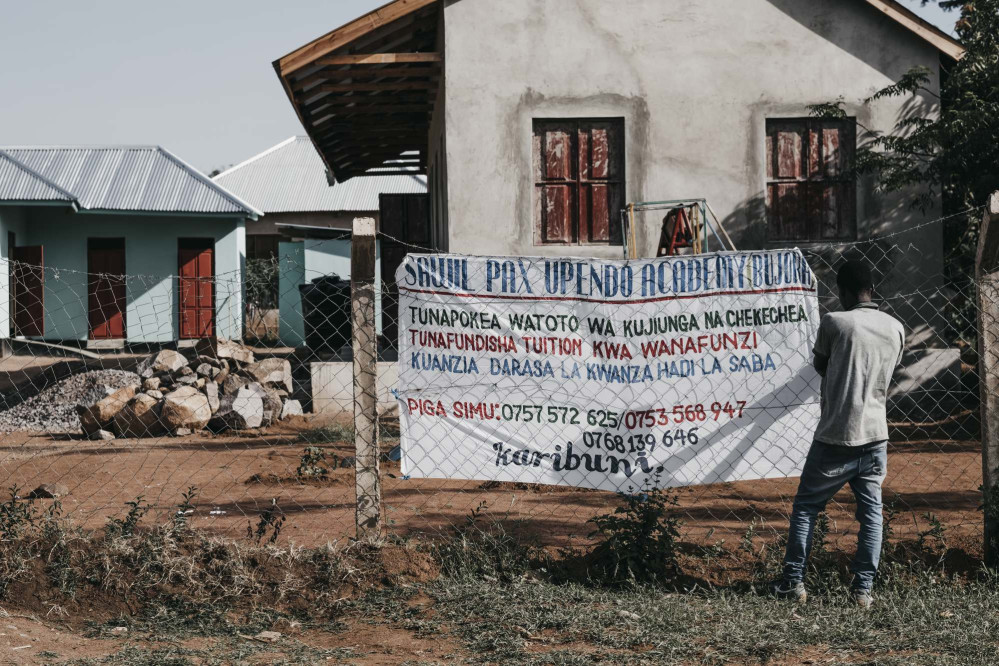 PAX UPENDO ACADEMY BUJORA
TUNAPOKEA WATOTO WA KUJIUNGA NA CHEKECHEA
TUNAFUNDISHA TUITION KWA WANAFUNZI
KUANZIA DARASA LA KWANZA HADI LA SABA
PIGA SIMU: 0757 572 625/0753 568 947
0768 139 646
karibuni.